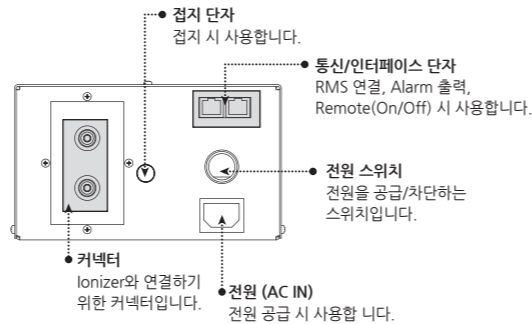 접지 단자
접지 시 사용합니다.
통신/인터페이스 단자
RMS 연결, Alarm 출력,
Remote(On/Off) 시 사용합니다.
전원 스위치
전원을 공급/차단하는
스위치입니다.
커넥터
Ionizer와 연결하기
위한 커넥터입니다.
전원 (AC IN)
전원 공급 시 사용합 니다.